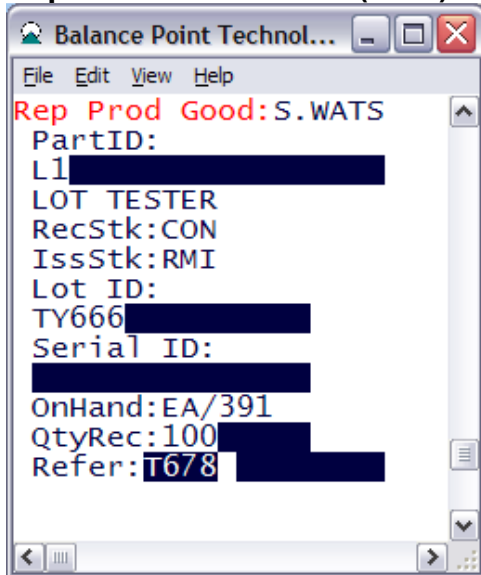 Balance Point Technol...
File Edit View Help
Rep Prod Good:S.WATS
PartID:
L1
LOT TESTER
RecStk:CON
IssStk:RMI
Lot ID:
TY666
Serial ID:
OnHand:EA/391
QtyRec:100
Refer:T678